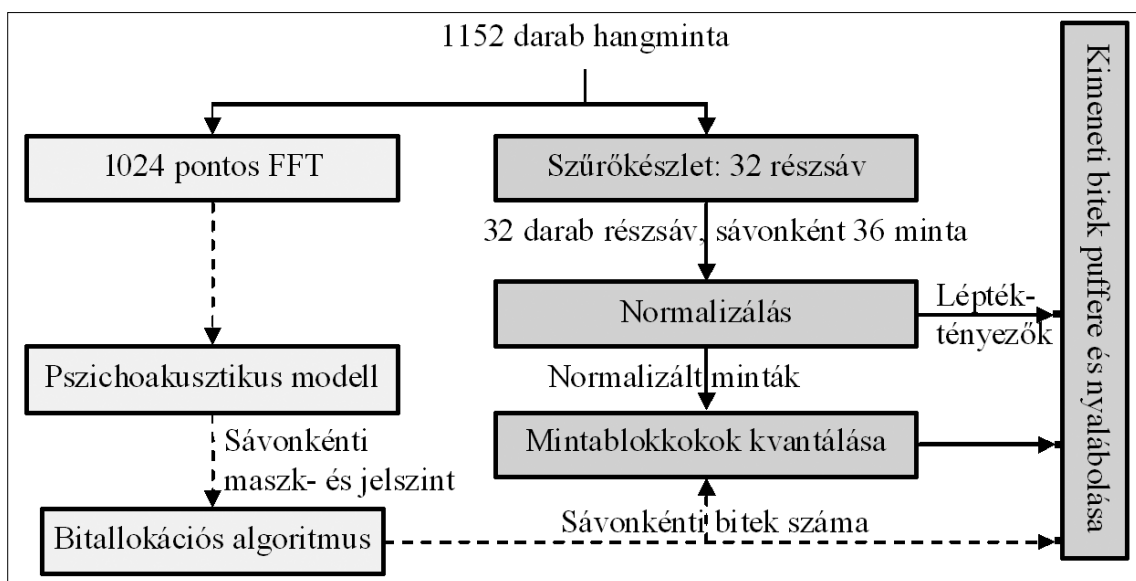 1152 darab hangminta
1024 pontos FFT
Szűrőkészlet: 32 részsáv
32 darab részsáv, sávonként 36 minta
Normalizálás
Lépték-
tényezők
Pszichoakusztikus modell
Normalizált minták
Mintablokkokok kvantálása
Sávonkénti
maszk- és jelszint
Bitallokációs algoritmus
Sávonkénti bitek száma
Kimeneti bitek puffere és nyalábolása